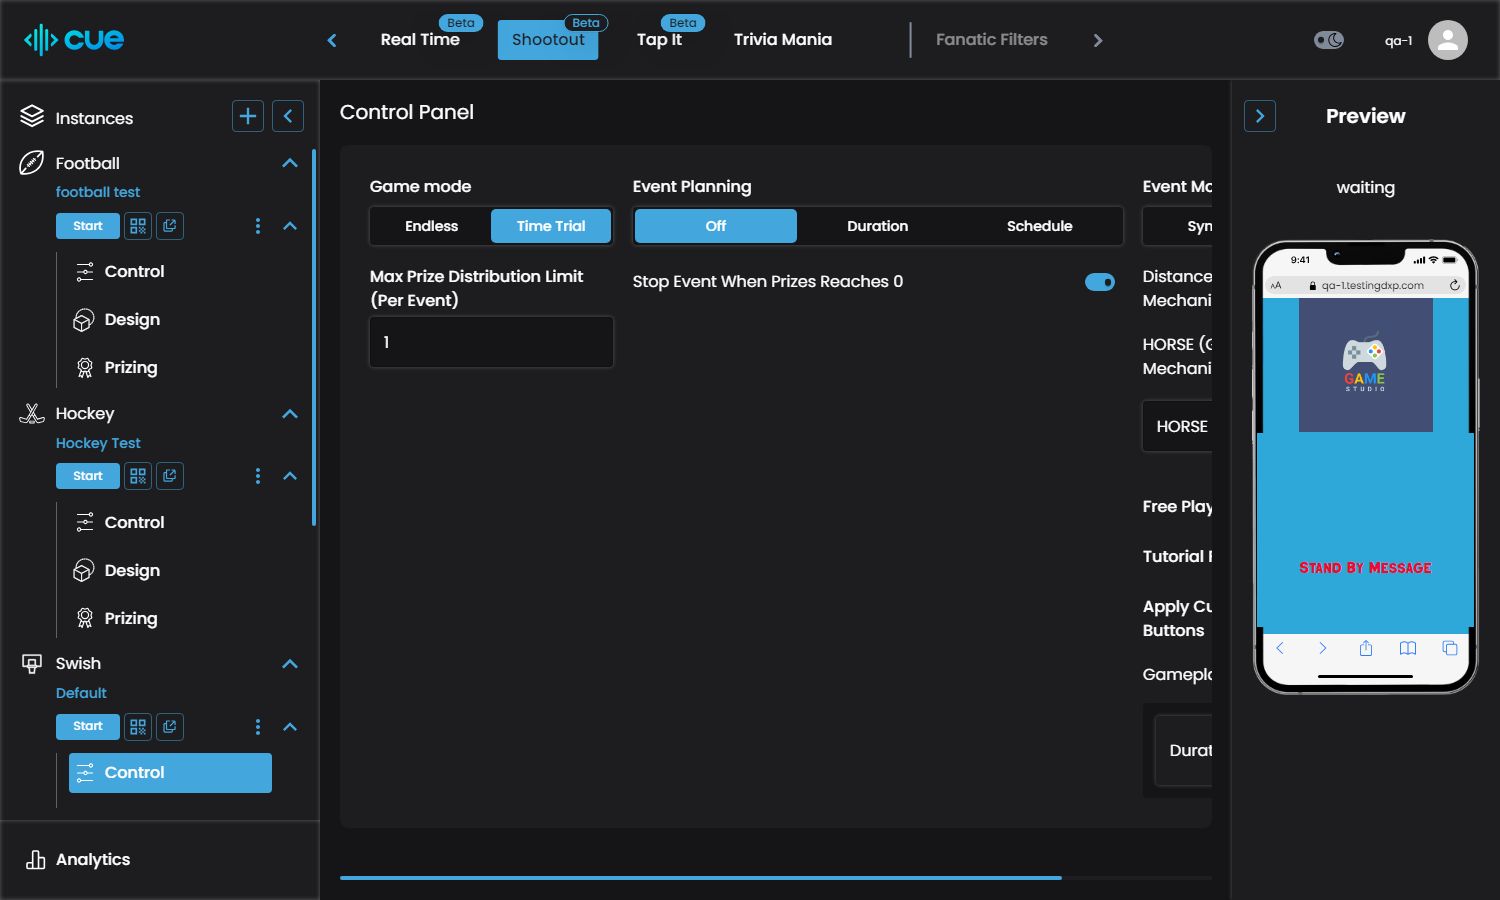 cue
Real Time
Beta
Shootout
Beta
Tap It
Beta
Trivia Mania
Fanatic Filters
qa-1
Instances
Football
football test
Start
Control
Design
Prizing
Hockey
Hockey Test
Start
Control
Design
Prizing
Swish
Default
Start
Control
Analytics
Control Panel
Game mode
Endless
Time Trial
Max Prize Distribution Limit
(Per Event)
1
Event Planning
Off
Duration
Schedule
Stop Event When Prizes Reaches 0
Event Mo
Syn
Distance
Mechani
HORSE (G
Mechani
HORSE
Free Play
Tutorial
Apply Cu
Buttons
Gamepla
Durat
Preview
waiting
9:41
AA
qa-1.testingdxp.com
GAME
STUDIO
Stand By Message